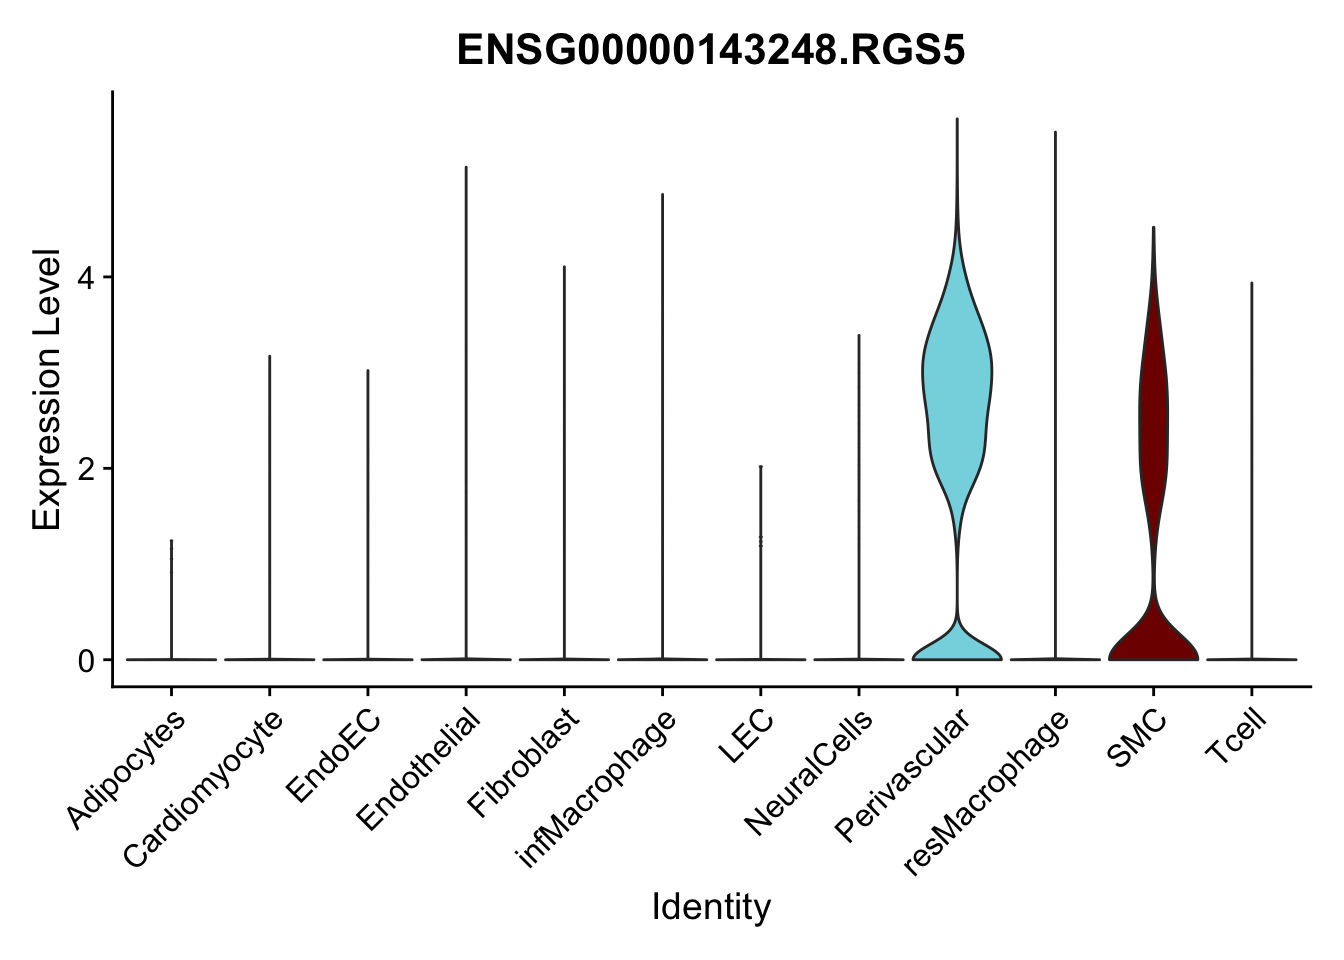 ENSG00000143248.RGS5
Expression Level
4
2
0
Adipocytes
Cardiomyocyte
EndoEC
Endothelial
Fibroblast
infMacrophage
LEC
NeuralCells
Perivascular
resMacrophage
SMC
Tcell
Identity